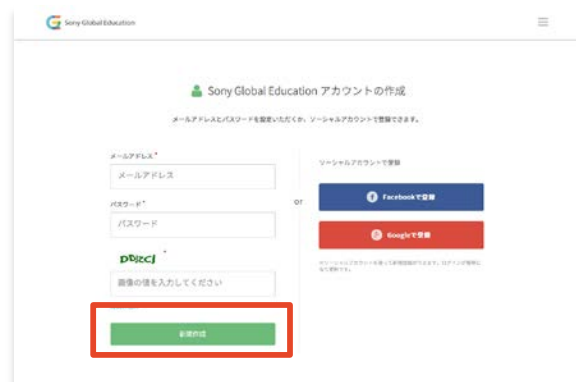 Sony Global Education
Sony Global Education アカウントの作成
メールアドレスとパスワードを設定いただくか、ソーシャルアカウントで登録できます。
メールアドレス*
メールアドレス
パスワード*
パスワード
*
画像の値を入力してください
新規作成
or
ソーシャルアカウントで登録
Facebookで登録
Googleで登録